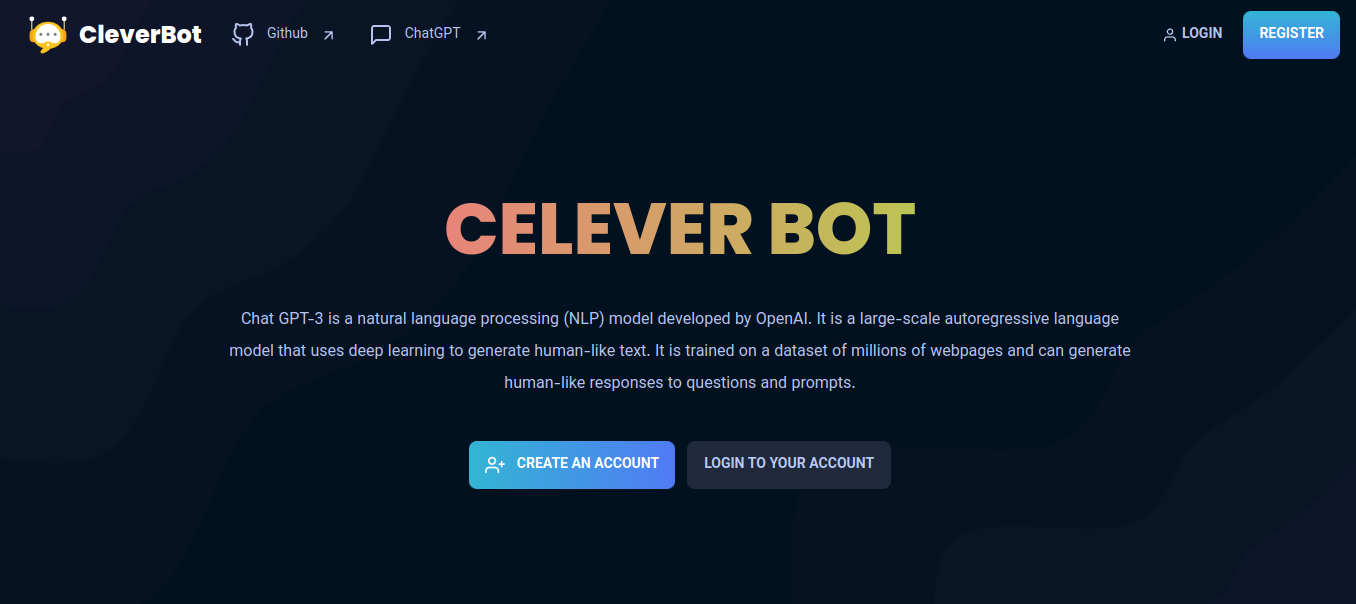 CleverBot
Github
ChatGPT
LOGIN
REGISTER
CELEVER BOT
Chat GPT-3 is a natural language processing (NLP) model developed by OpenAI. It is a large-scale autoregressive language
model that uses deep learning to generate human-like text. It is trained on a dataset of millions of webpages and can generate
human-like responses to questions and prompts.
CREATE AN ACCOUNT
LOGIN TO YOUR ACCOUNT